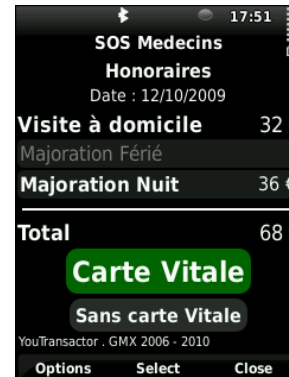 17:51
SOS Medecins
Honoraires
Date : 12/10/2009
Visite à domicile 32
Majoration Férié
Majoration Nuit 36 €
Total 68
Carte Vitale
Sans carte Vitale
YouTransactor . GMX 2006 - 2010
Options Select Close